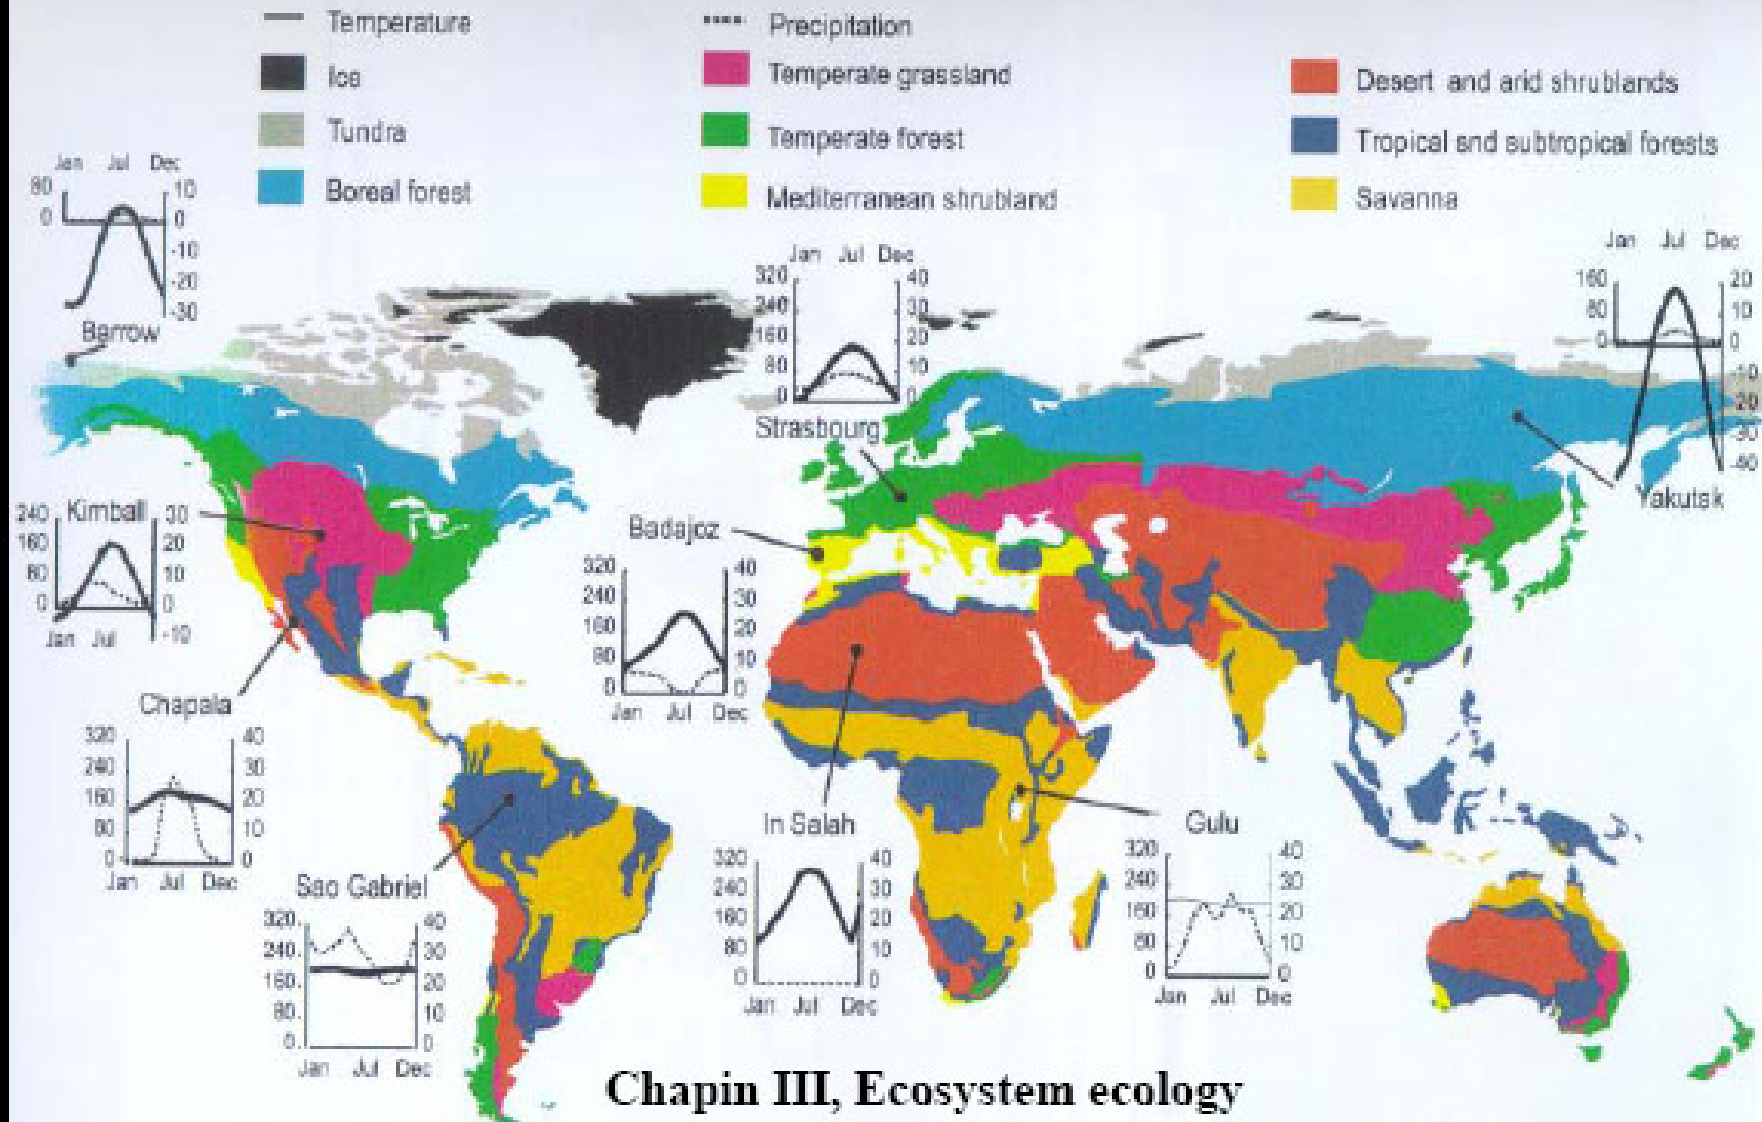 Temperature
Precipitation
Ice
Temperate grassland
Desert and arid shrublands
Tundra
Temperate forest
Tropical and subtropical forests
Boreal forest
Mediterranean shrubland
Savanna
Jan Jul Dec
80
0
10
0
-10
-20
-30
Barrow
Jan Jul Dec
320
240
160
80
0
40
30
20
10
0
Strasbourg
Jan Jul Dec
160
80
0
20
10
0
-10
-20
-30
-40
Yakutsk
Kimball
240
160
80
0
30
20
10
0
-10
Jan Jul
Badajoz
320
240
160
80
0
40
30
20
10
0
Jan Jul Dec
Chapala
320
240
160
80
0
40
30
20
10
0
Jan Jul Dec
Sao Gabriel
320
240
160
80
0
40
30
20
10
0
Jan Jul Dec
In Salah
320
240
160
80
0
40
30
20
10
0
Jan Jul Dec
Gulu
320
240
160
80
0
40
30
20
10
0
Jan Jul Dec
Chapin III, Ecosystem ecology